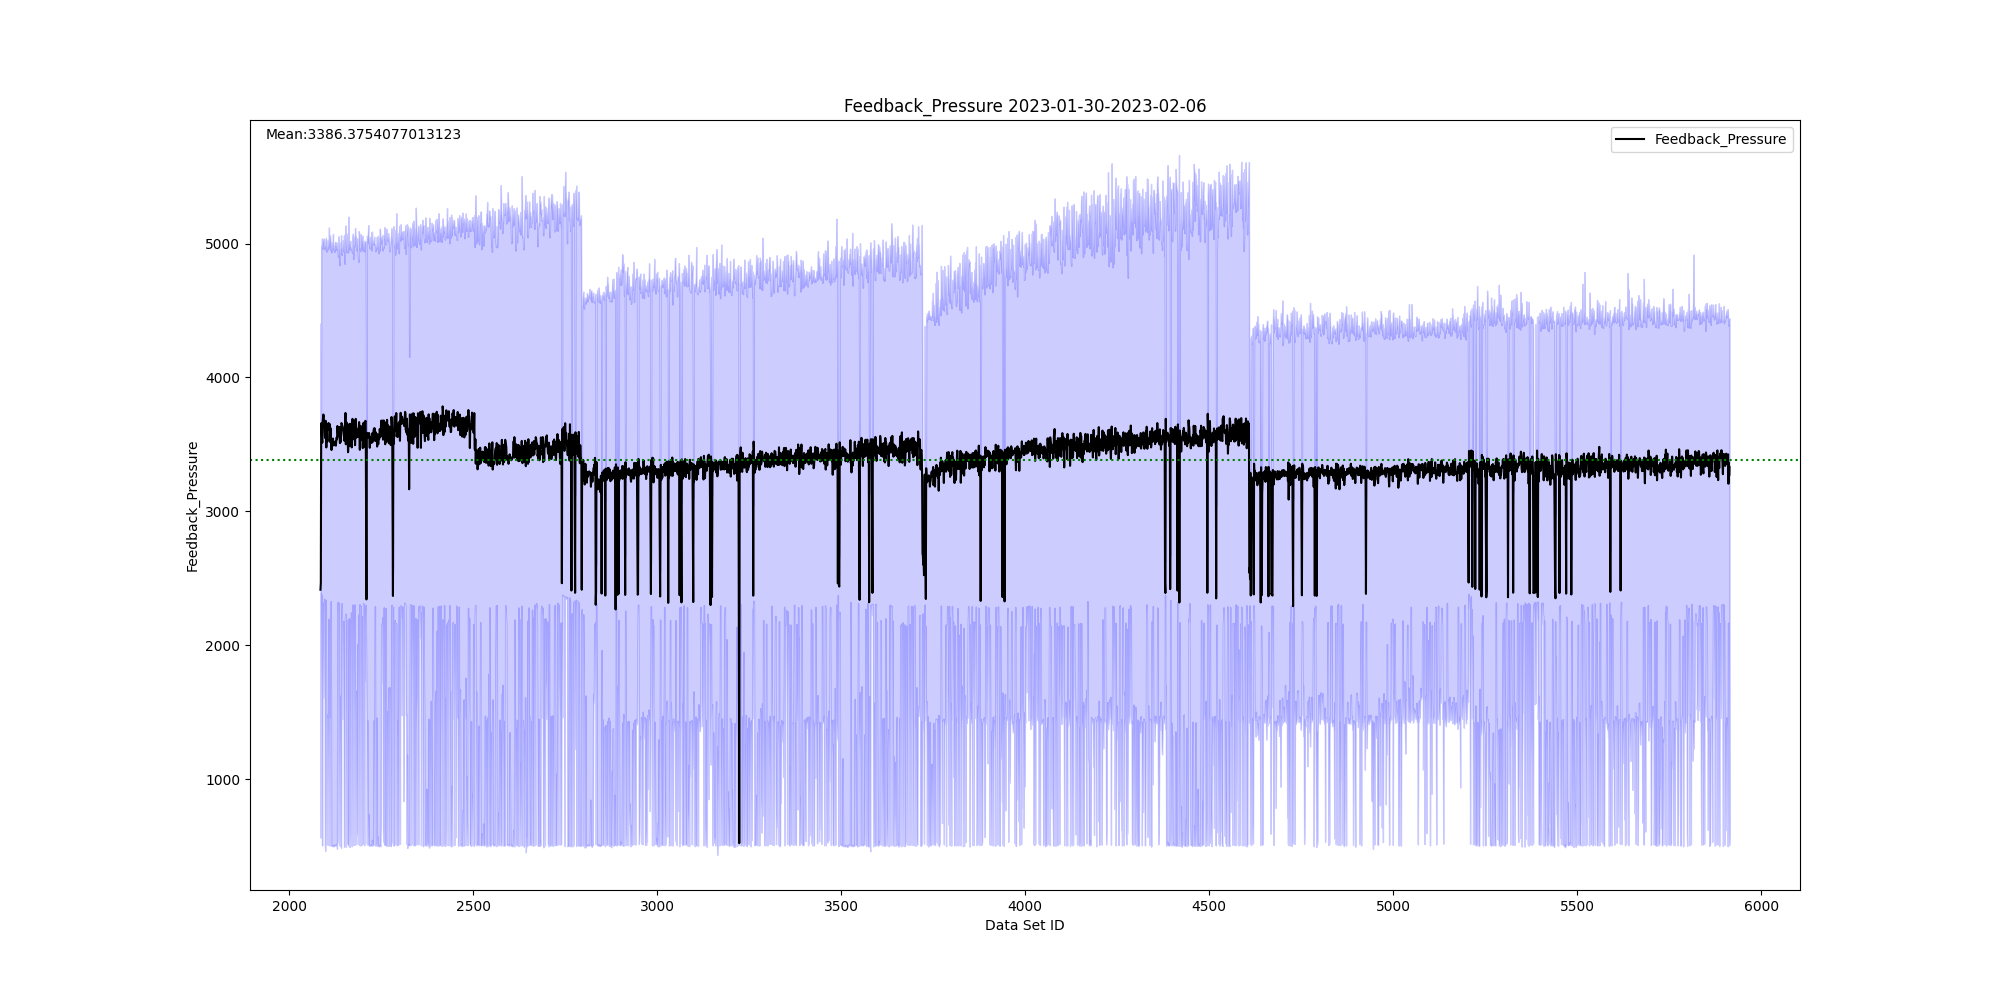 Feedback_Pressure 2023-01-30-2023-02-06
Mean:3386.3754077013123
Feedback_Pressure
Feedback_Pressure
5000
4000
3000
2000
1000
2000 2500 3000 3500 4000 4500 5000 5500 6000
Data Set ID